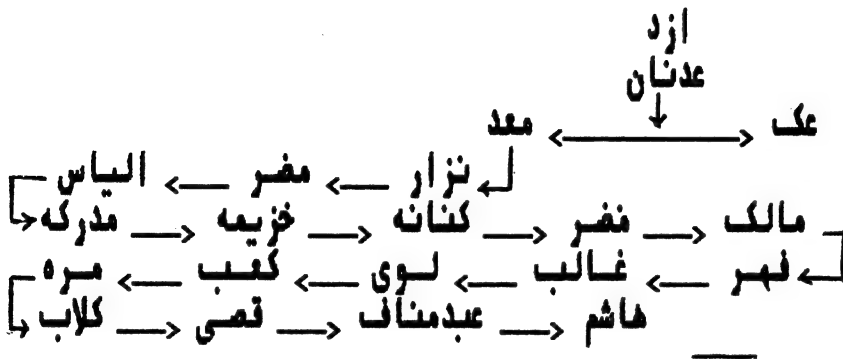 ازد
عدنان
معد عک
نزار مضر الیاس
مدرکه خزیمه کنانه نضر مالک
فهر غالب لوی کعب مره
کلاب قصی عبدمناف هاشم